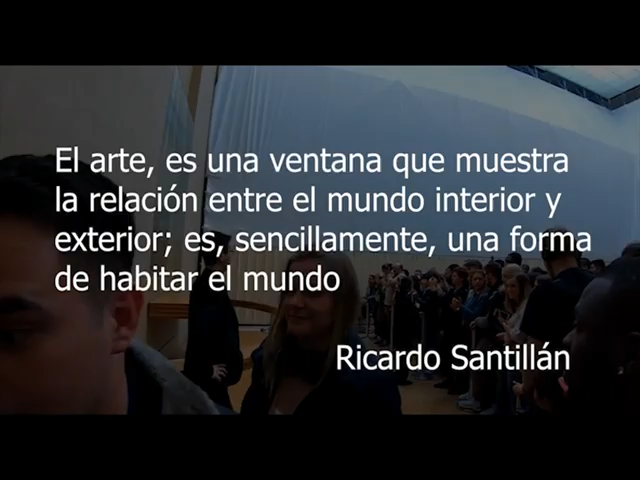 El arte, es una ventana que muestra
la relación entre el mundo interior y
exterior; es, sencillamente, una forma
de habitar el mundo
Ricardo Santillán